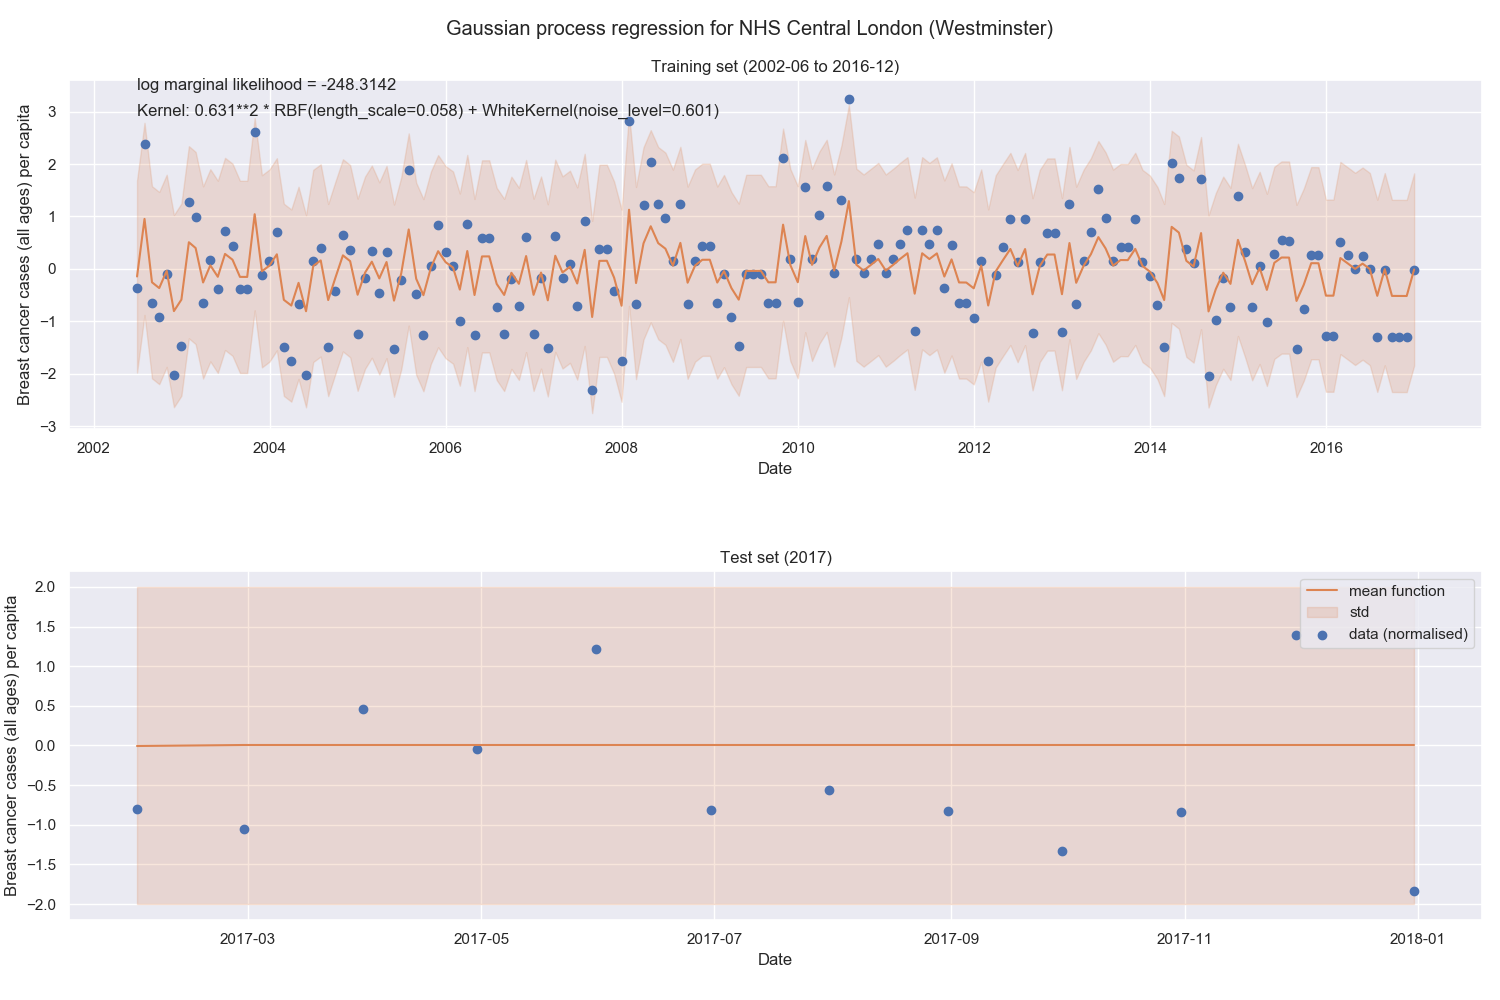 Gaussian process regression for NHS Central London (Westminster)
Training set (2002-06 to 2016-12)
log marginal likelihood = -248.3142
Kernel: 0.631**2 * RBF(length_scale=0.058) + WhiteKernel(noise_level=0.601)
Breast cancer cases (all ages) per capita
3
2
1
0
−1
−2
−3
2002 2004 2006 2008 2010 2012 2014 2016
Date
Test set (2017)
mean function
std
data (normalised)
Breast cancer cases (all ages) per capita
2.0
1.5
1.0
0.5
0.0
−0.5
−1.0
−1.5
−2.0
2017-03 2017-05 2017-07 2017-09 2017-11 2018-01
Date